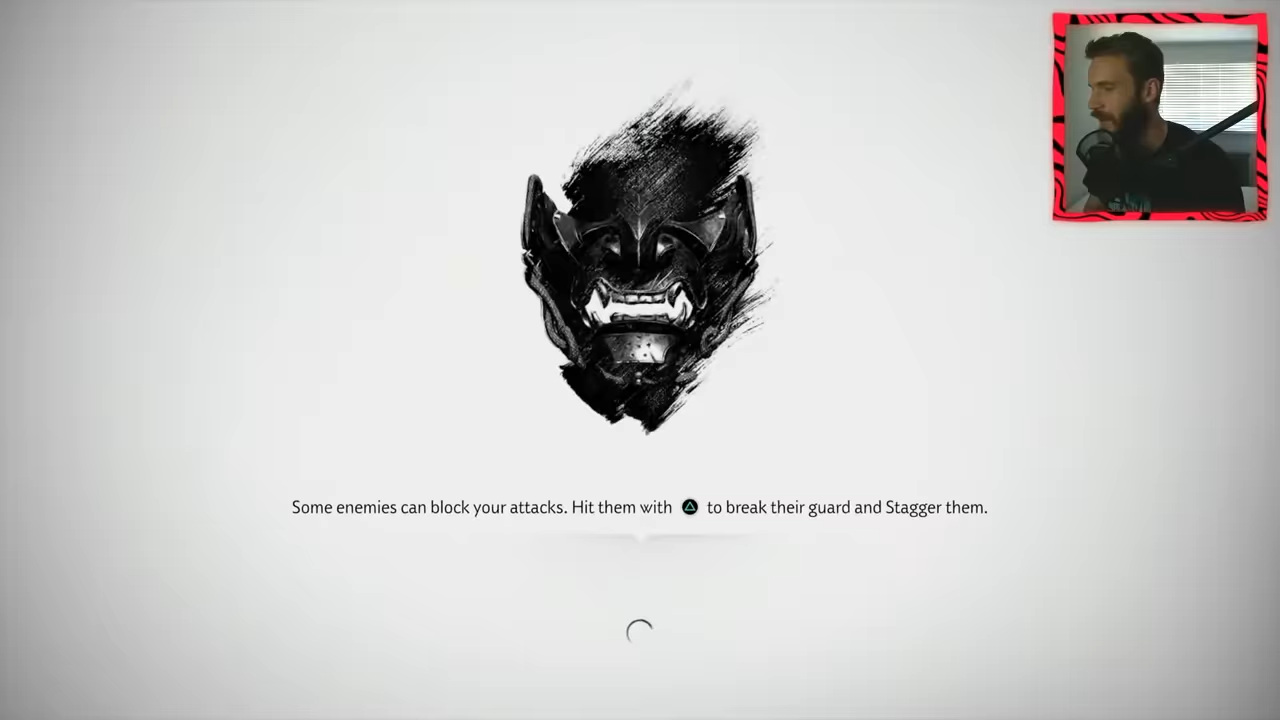 Some enemies can block your attacks. Hit them with to break their guard and Stagger them.